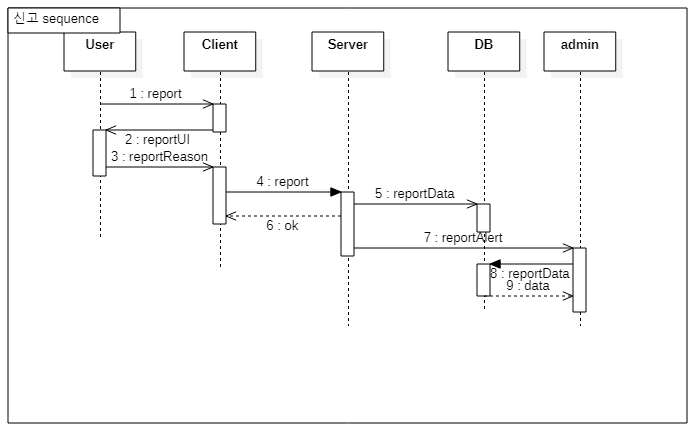 신고 sequence
User
Client
Server
DB
admin
1 : report
2 : reportUI
3 : reportReason
4 : report
5 : reportData
6 : ok
7 : reportAlert
8 : reportData
9 : data